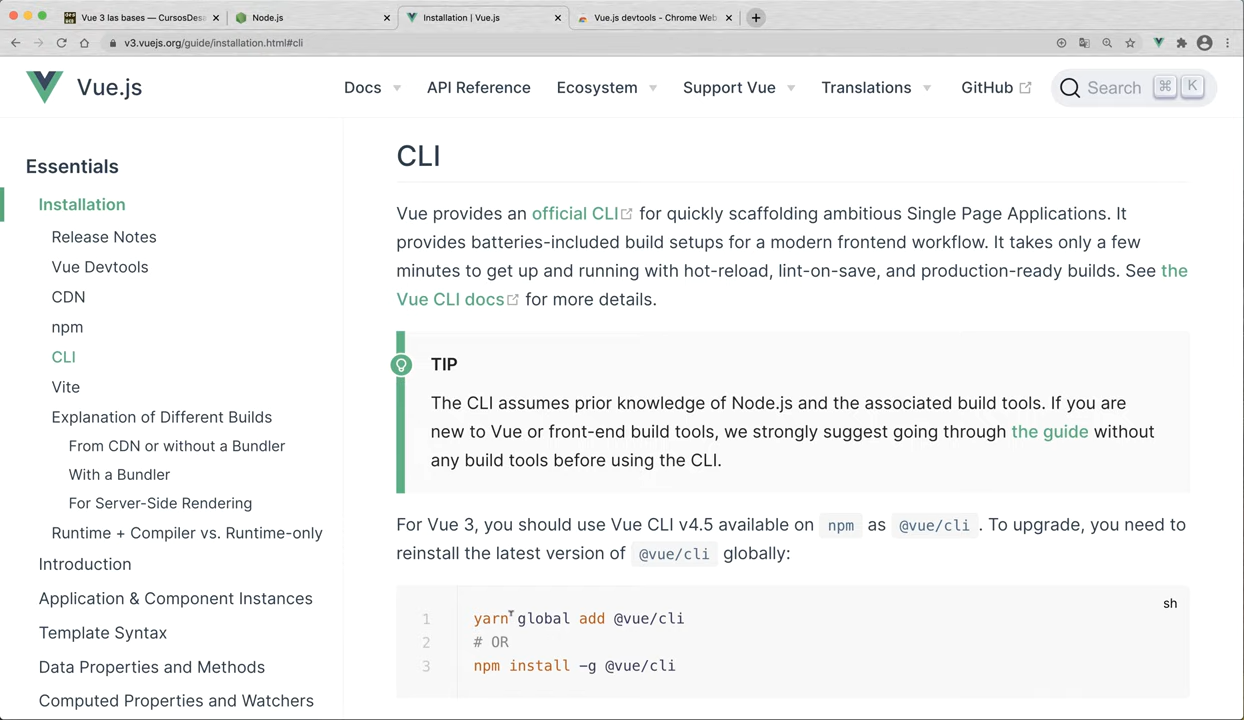 Vue 3 las bases — CursosDesa
Node.js
Installation | Vue.js
Vue.js devtools - Chrome Web
v3.vuejs.org/guide/installation.html#cli
Vue.js
Docs
API Reference
Ecosystem
Support Vue
Translations
GitHub
Search
⌘
K
Essentials
Installation
Release Notes
Vue Devtools
CDN
npm
CLI
Vite
Explanation of Different Builds
From CDN or without a Bundler
With a Bundler
For Server-Side Rendering
Runtime + Compiler vs. Runtime-only
Introduction
Application & Component Instances
Template Syntax
Data Properties and Methods
Computed Properties and Watchers
CLI
Vue provides an official CLI for quickly scaffolding ambitious Single Page Applications. It
provides batteries-included build setups for a modern frontend workflow. It takes only a few
minutes to get up and running with hot-reload, lint-on-save, and production-ready builds. See the
Vue CLI docs for more details.
TIP
The CLI assumes prior knowledge of Node.js and the associated build tools. If you are
new to Vue or front-end build tools, we strongly suggest going through the guide without
any build tools before using the CLI.
For Vue 3, you should use Vue CLI v4.5 available on npm as @vue/cli . To upgrade, you need to
reinstall the latest version of @vue/cli globally:
sh
1 yarn global add @vue/cli
2 # OR
3 npm install -g @vue/cli